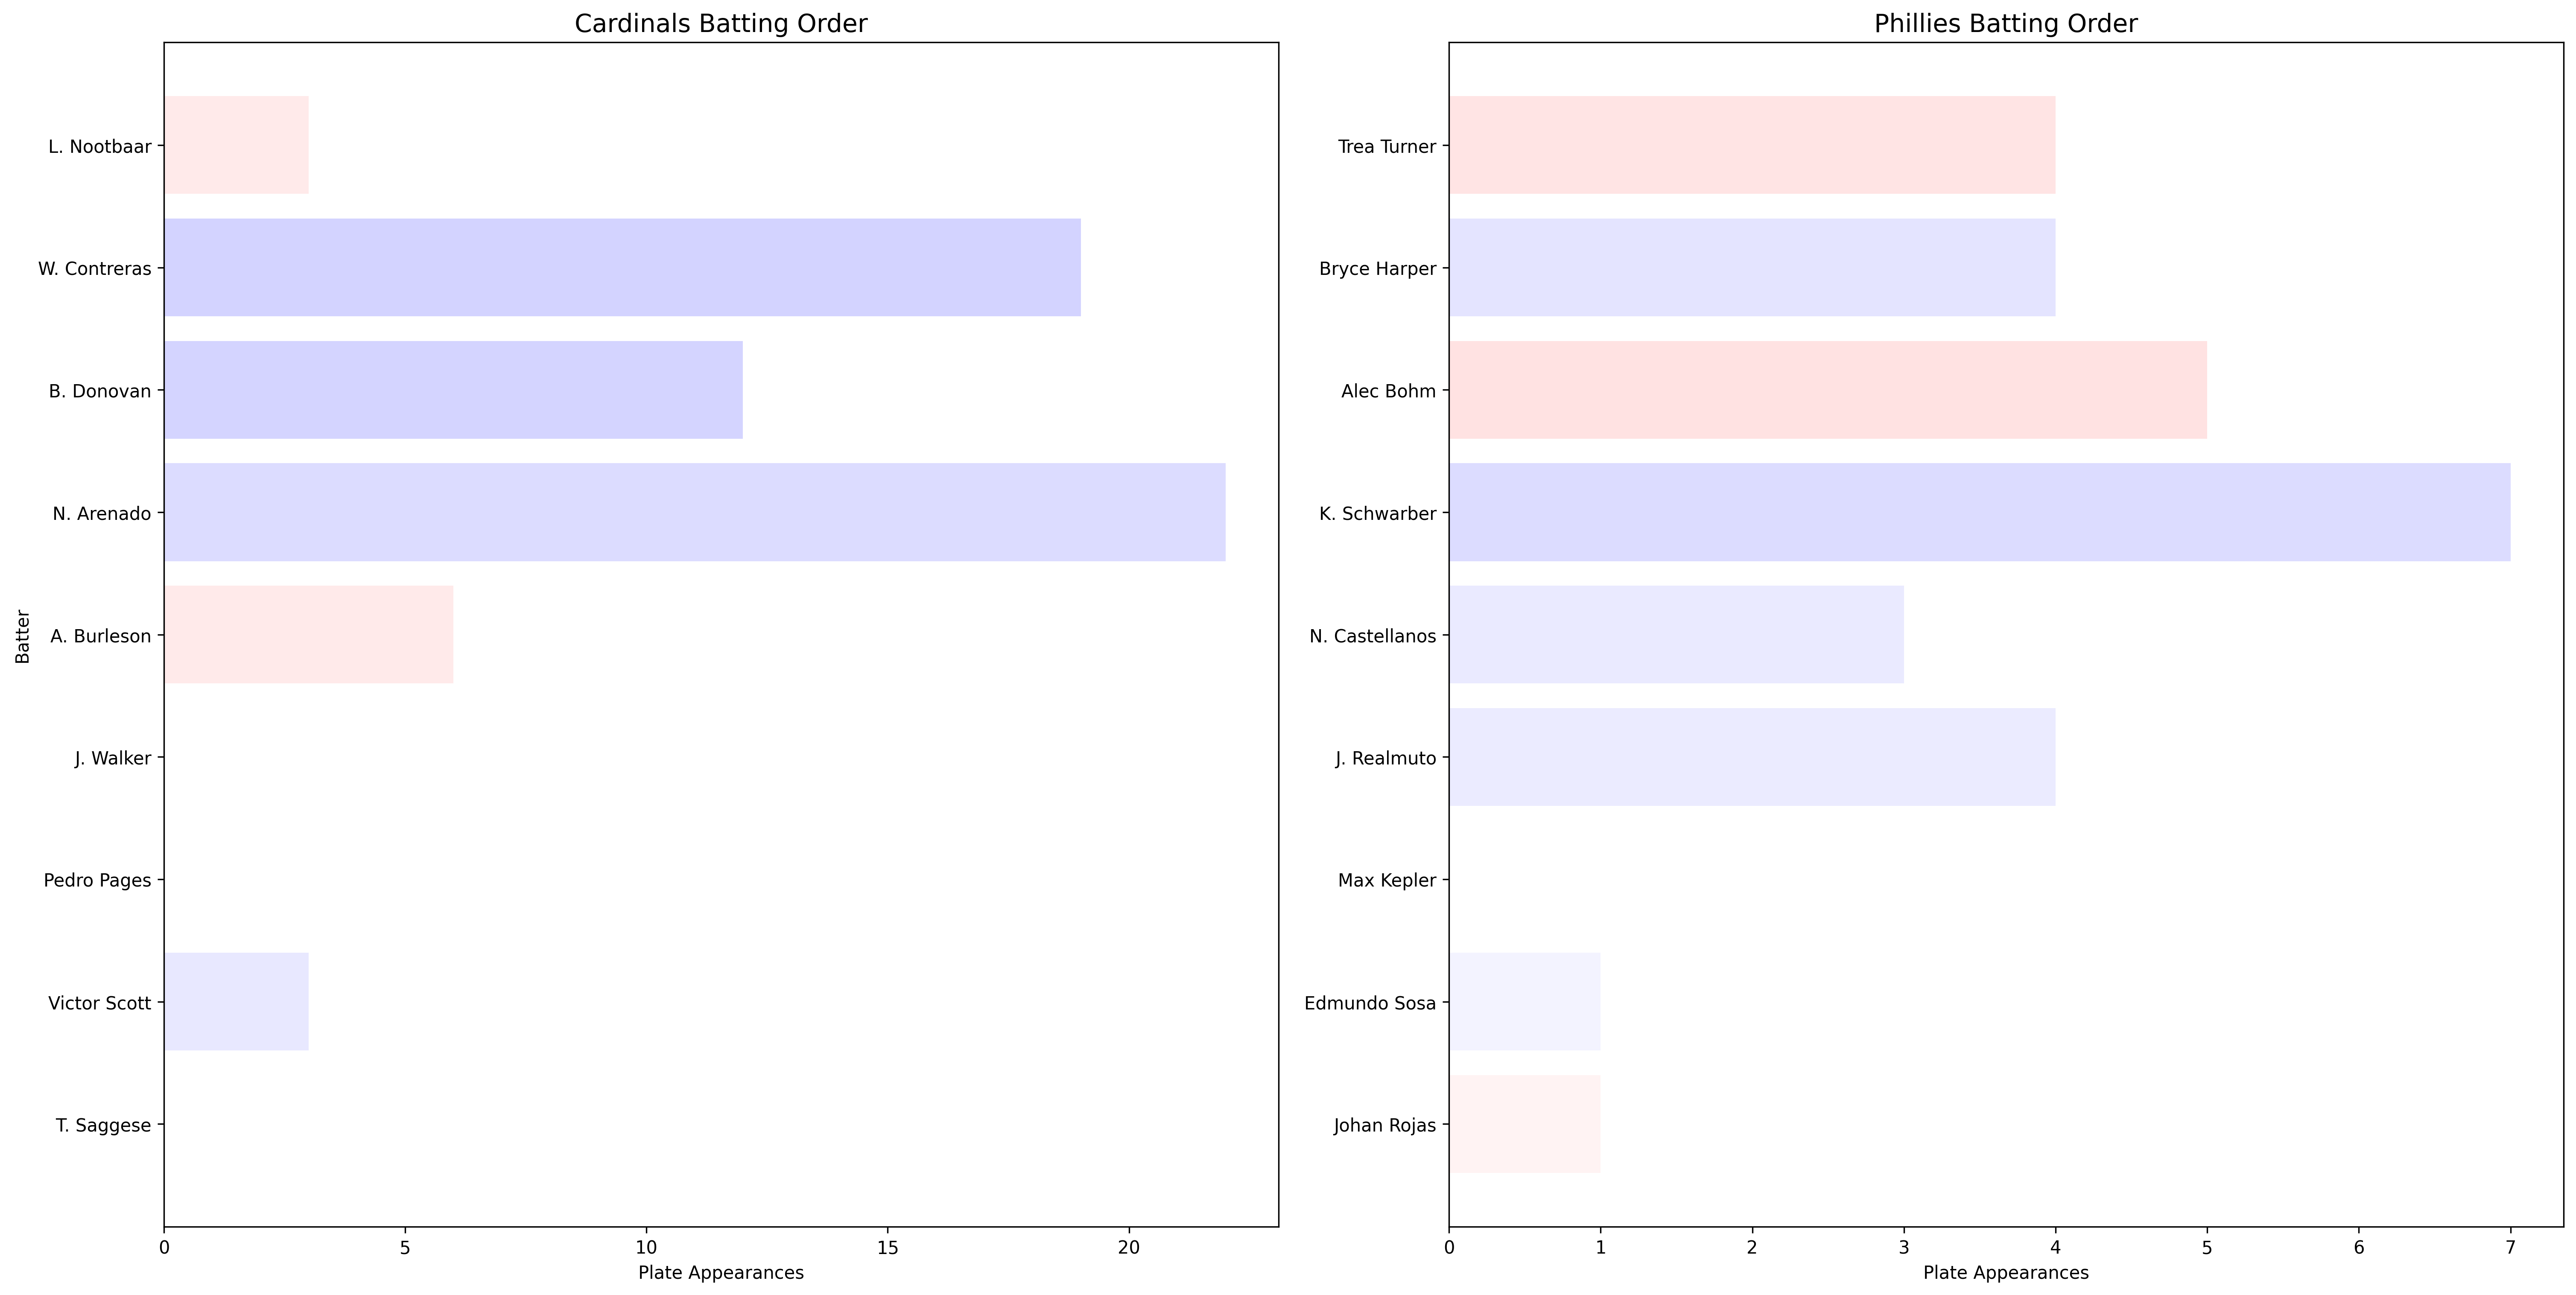 Cardinals Batting Order
Batter
L. Nootbaar
W. Contreras
B. Donovan
N. Arenado
A. Burleson
J. Walker
Pedro Pages
Victor Scott
T. Saggese
0 5 10 15 20
Plate Appearances
Phillies Batting Order
Trea Turner
Bryce Harper
Alec Bohm
K. Schwarber
N. Castellanos
J. Realmuto
Max Kepler
Edmundo Sosa
Johan Rojas
0 1 2 3 4 5 6 7
Plate Appearances